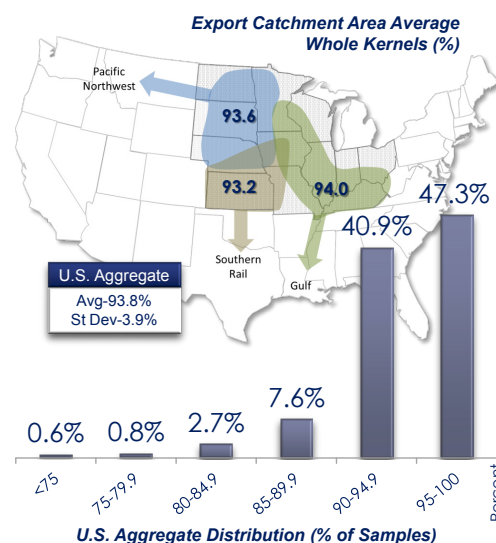 Export Catchment Area Average
Whole Kernels (%)
Pacific
Northwest
93.6
93.2
94.0
Southern
Rail
Gulf
U.S. Aggregate
Avg-93.8%
St Dev-3.9%
0.6%
0.8%
2.7%
7.6%
40.9%
47.3%
<75
75-79.9
80-84.9
85-89.9
90-94.9
95-100
Percent
U.S. Aggregate Distribution (% of Samples)